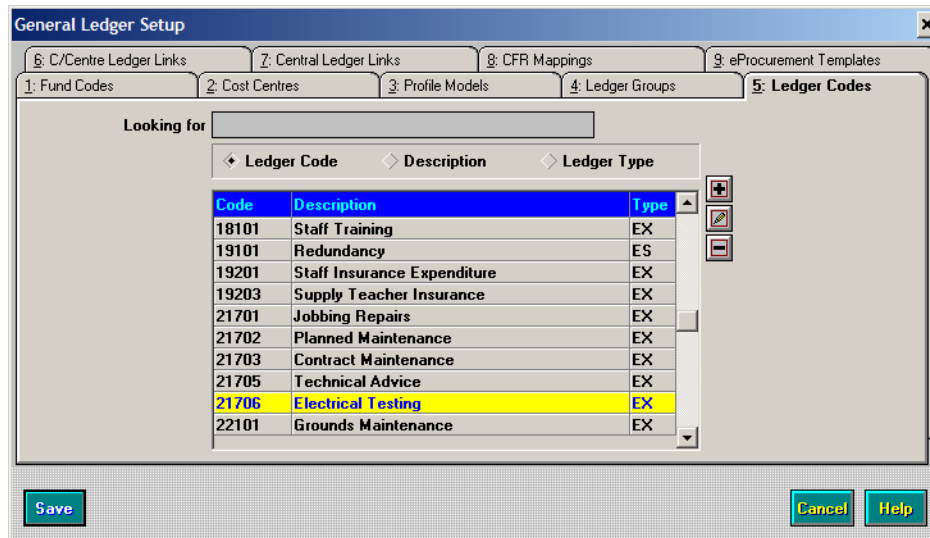 General Ledger Setup
6: C/Centre Ledger Links 7: Central Ledger Links 8: CFR Mappings 9: eProcurement Templates
1: Fund Codes 2: Cost Centres 3: Profile Models 4: Ledger Groups 5: Ledger Codes
Looking for
Ledger Code Description Ledger Type
Code Description Type
18101 Staff Training EX
19101 Redundancy ES
19201 Staff Insurance Expenditure EX
19203 Supply Teacher Insurance EX
21701 Jobbing Repairs EX
21702 Planned Maintenance EX
21703 Contract Maintenance EX
21705 Technical Advice EX
21706 Electrical Testing EX
22101 Grounds Maintenance EX
Save Cancel Help